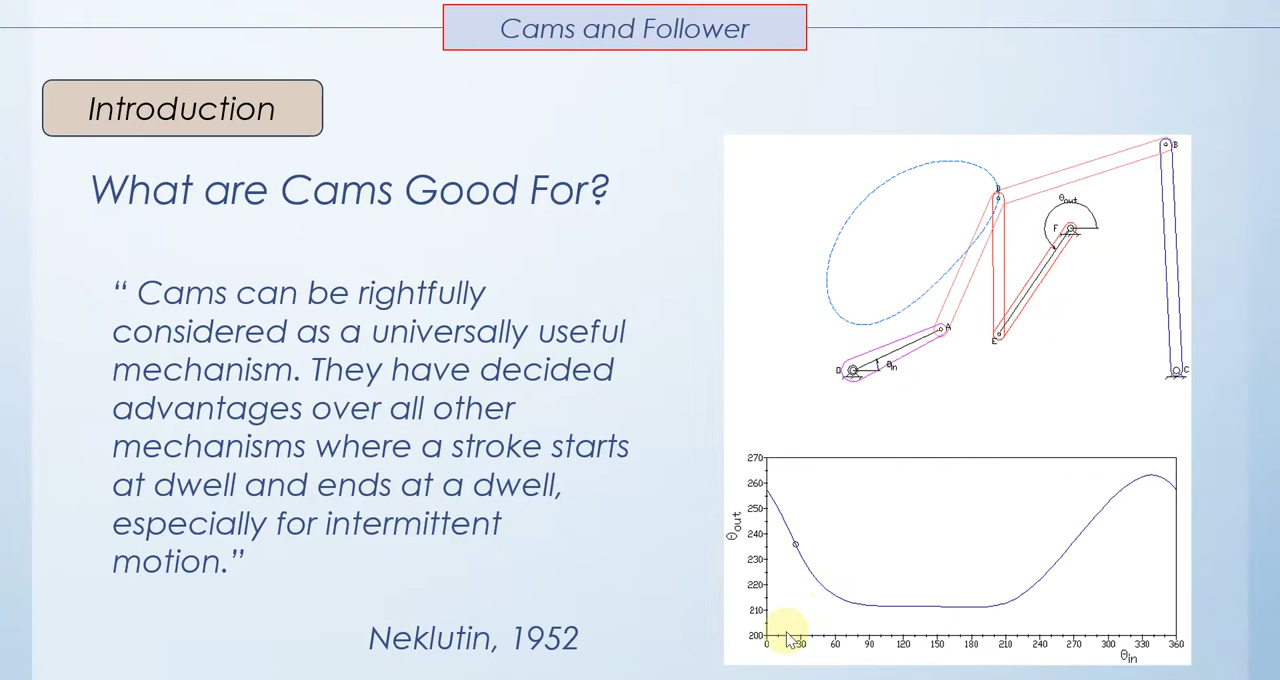 Cams and Follower
Introduction
What are Cams Good For?
“ Cams can be rightfully
considered as a universally useful
mechanism. They have decided
advantages over all other
mechanisms where a stroke starts
at dwell and ends at a dwell,
especially for intermittent
motion.”
Neklutin, 1952
B
D
θout
F
A
E
θin
C
270
260
250
240
230
220
210
200
θout
0 30 60 90 120 150 180 210 240 270 300 330 360
θin